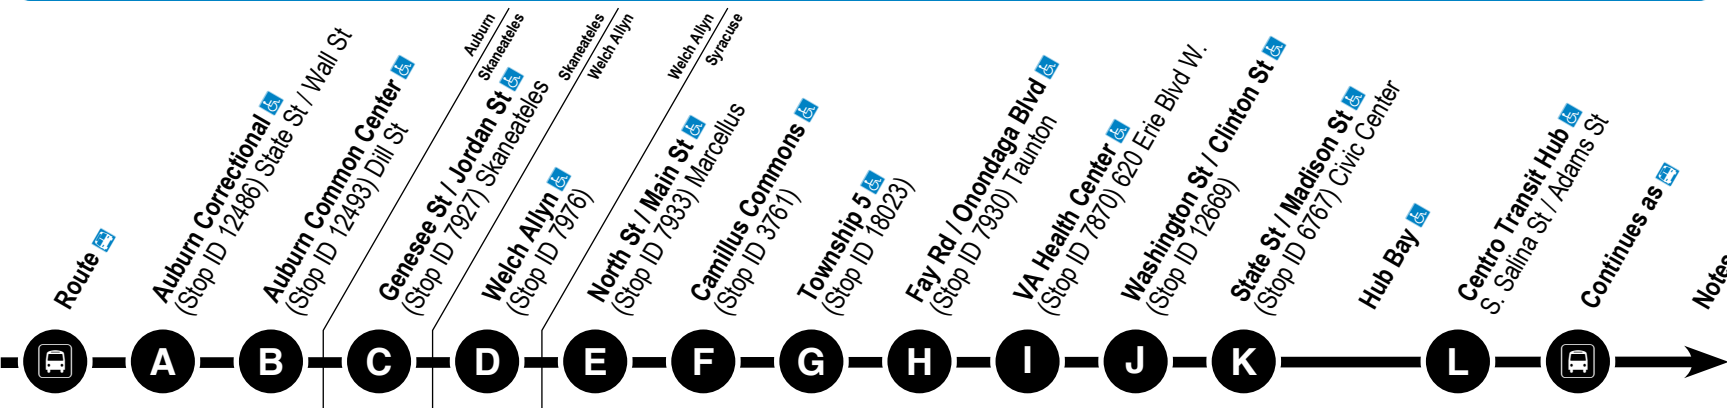 Auburn
Skaneateles
Skaneateles
Welch Allyn
Welch Allyn
Syracuse
Route
Auburn Correctional
(Stop ID 12486) State St / Wall St
Auburn Common Center
(Stop ID 12493) Dill St
Genesee St / Jordan St
(Stop ID 7927) Skaneateles
Welch Allyn
(Stop ID 7976)
North St / Main St
(Stop ID 7933) Marcellus
Camillus Commons
(Stop ID 3761)
Township 5
(Stop ID 18023)
Fay Rd / Onondaga Blvd
(Stop ID 7930) Taunton
VA Health Center
(Stop ID 7870) 620 Erie Blvd W.
Washington St / Clinton St
(Stop ID 12669)
State St / Madison St
(Stop ID 6767) Civic Center
Hub Bay
Centro Transit Hub
S. Salina St / Adams St
Continues as
Notes
A B C D E F G H I J K L